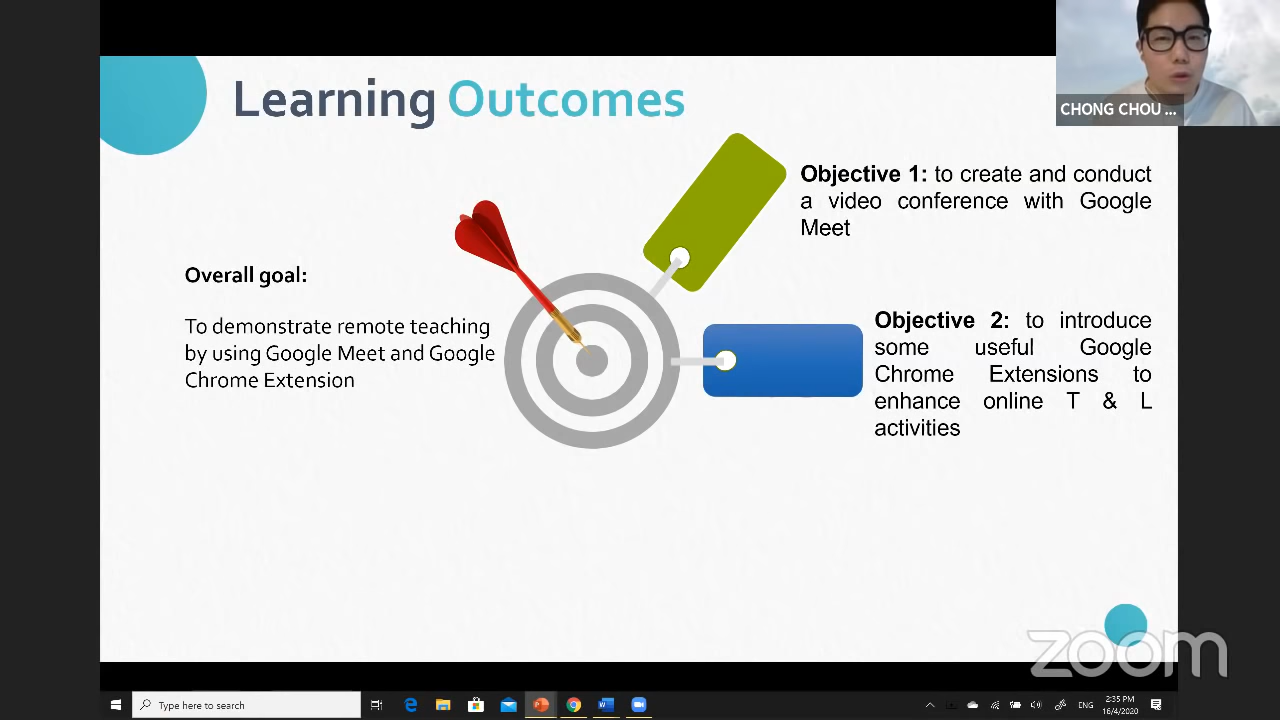 Learning Outcomes
CHONG CHOU ...
Objective 1: to create and conduct
a video conference with Google
Meet
Overall goal:
To demonstrate remote teaching
by using Google Meet and Google
Chrome Extension
Objective 2: to introduce
some useful Google
Chrome Extensions to
enhance online T & L
activities
zoom
Type here to search
ENG
2:35 PM
16/4/2020